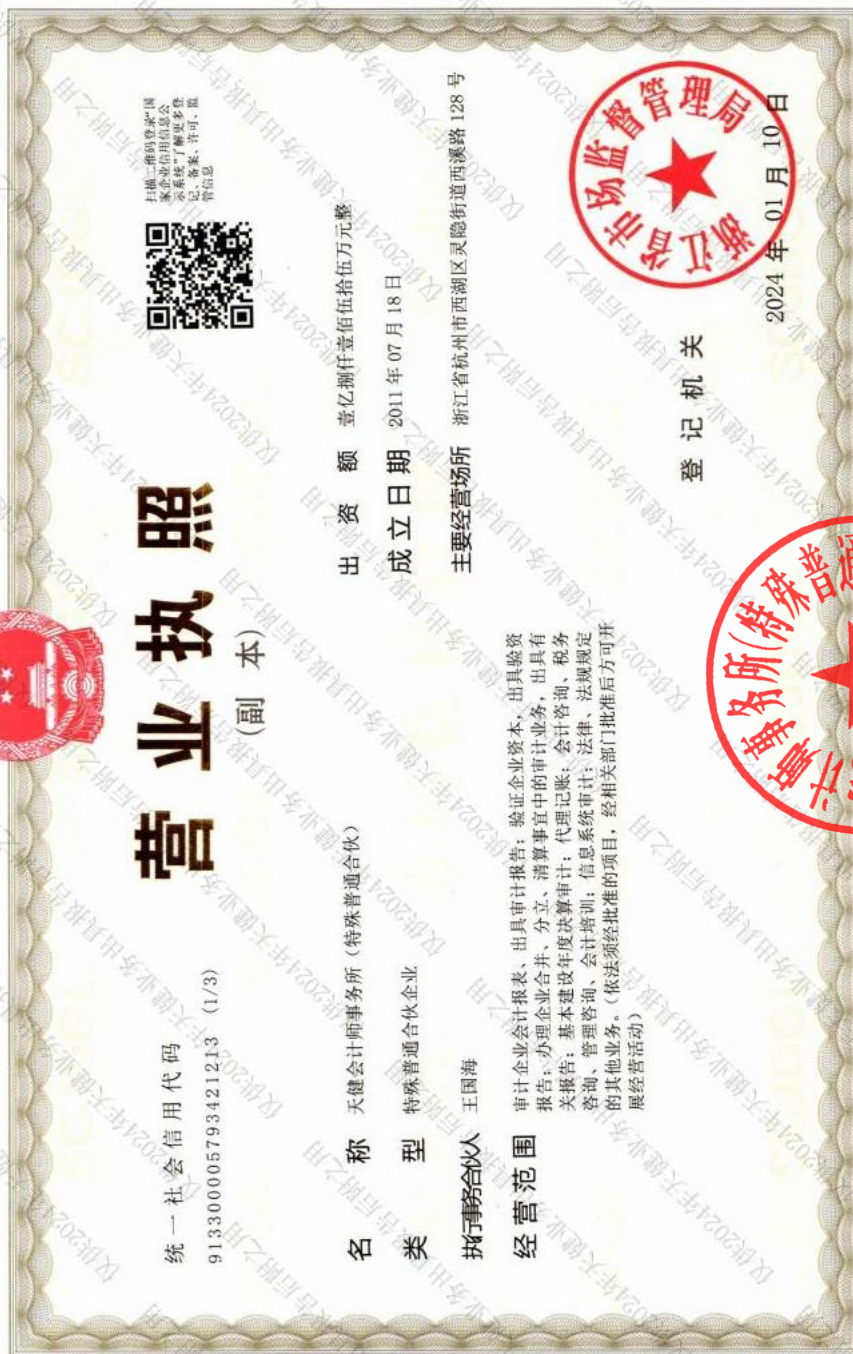 统一社会信用代码
913300005793421213 (1/3)
营业执照
(副 本)
扫描二维码登录“国
家企业信用信息公
示系统”了解更多登
记、备案、许可、监
管信息
名 称 天健会计师事务所（特殊普通合伙）
类 型 特殊普通合伙企业
执行事务合伙人 王国海
经营范围 审计企业会计报表、出具审计报告；验证企业资本，出具验资
报告；办理企业合并、分立、清算事宜中的审计业务，出具有
关报告；基本建设年度决算审计；代理记账；会计咨询、税务
咨询、管理咨询、会计培训；信息系统审计；法律、法规规定
的其他业务。（依法须经批准的项目，经相关部门批准后方可开
展经营活动）
出 资 额 壹亿捌仟壹佰伍拾伍万元整
成立日期 2011年07月18日
主要经营场所 浙江省杭州市西湖区灵隐街道西溪路128号
登记机关
浙江省市场监督管理局
2024年01月10日
计师事务所(特殊普通
仅供2024年天健业务出具报告后附之用